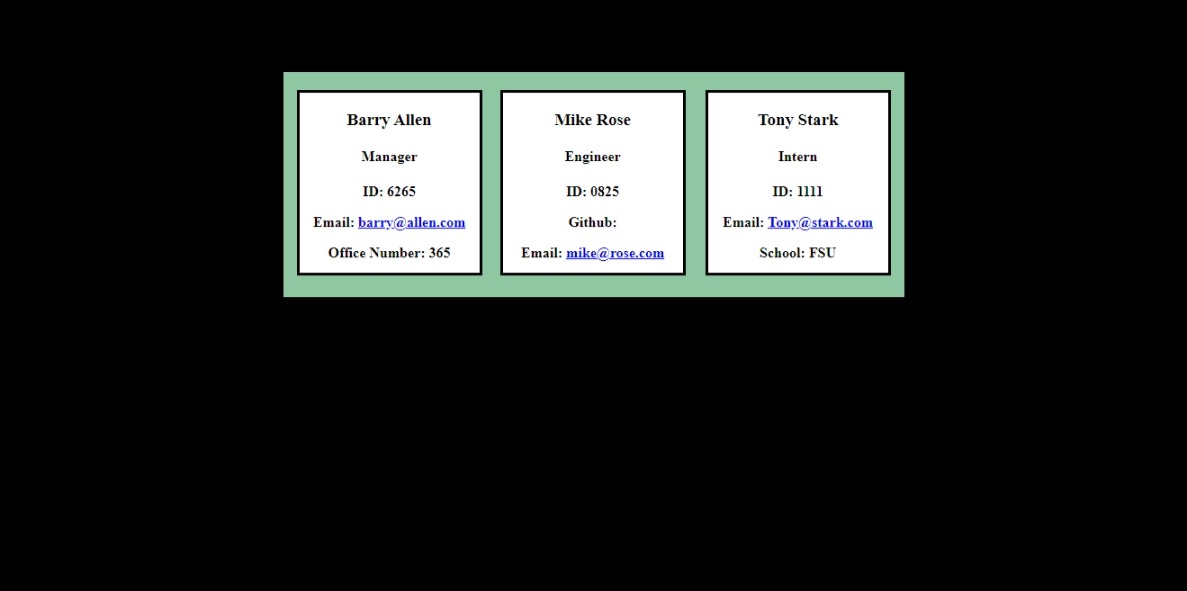 Barry Allen
Manager
ID: 6265
Email: barry@allen.com
Office Number: 365
Mike Rose
Engineer
ID: 0825
Github:
Email: mike@rose.com
Tony Stark
Intern
ID: 1111
Email: Tony@stark.com
School: FSU